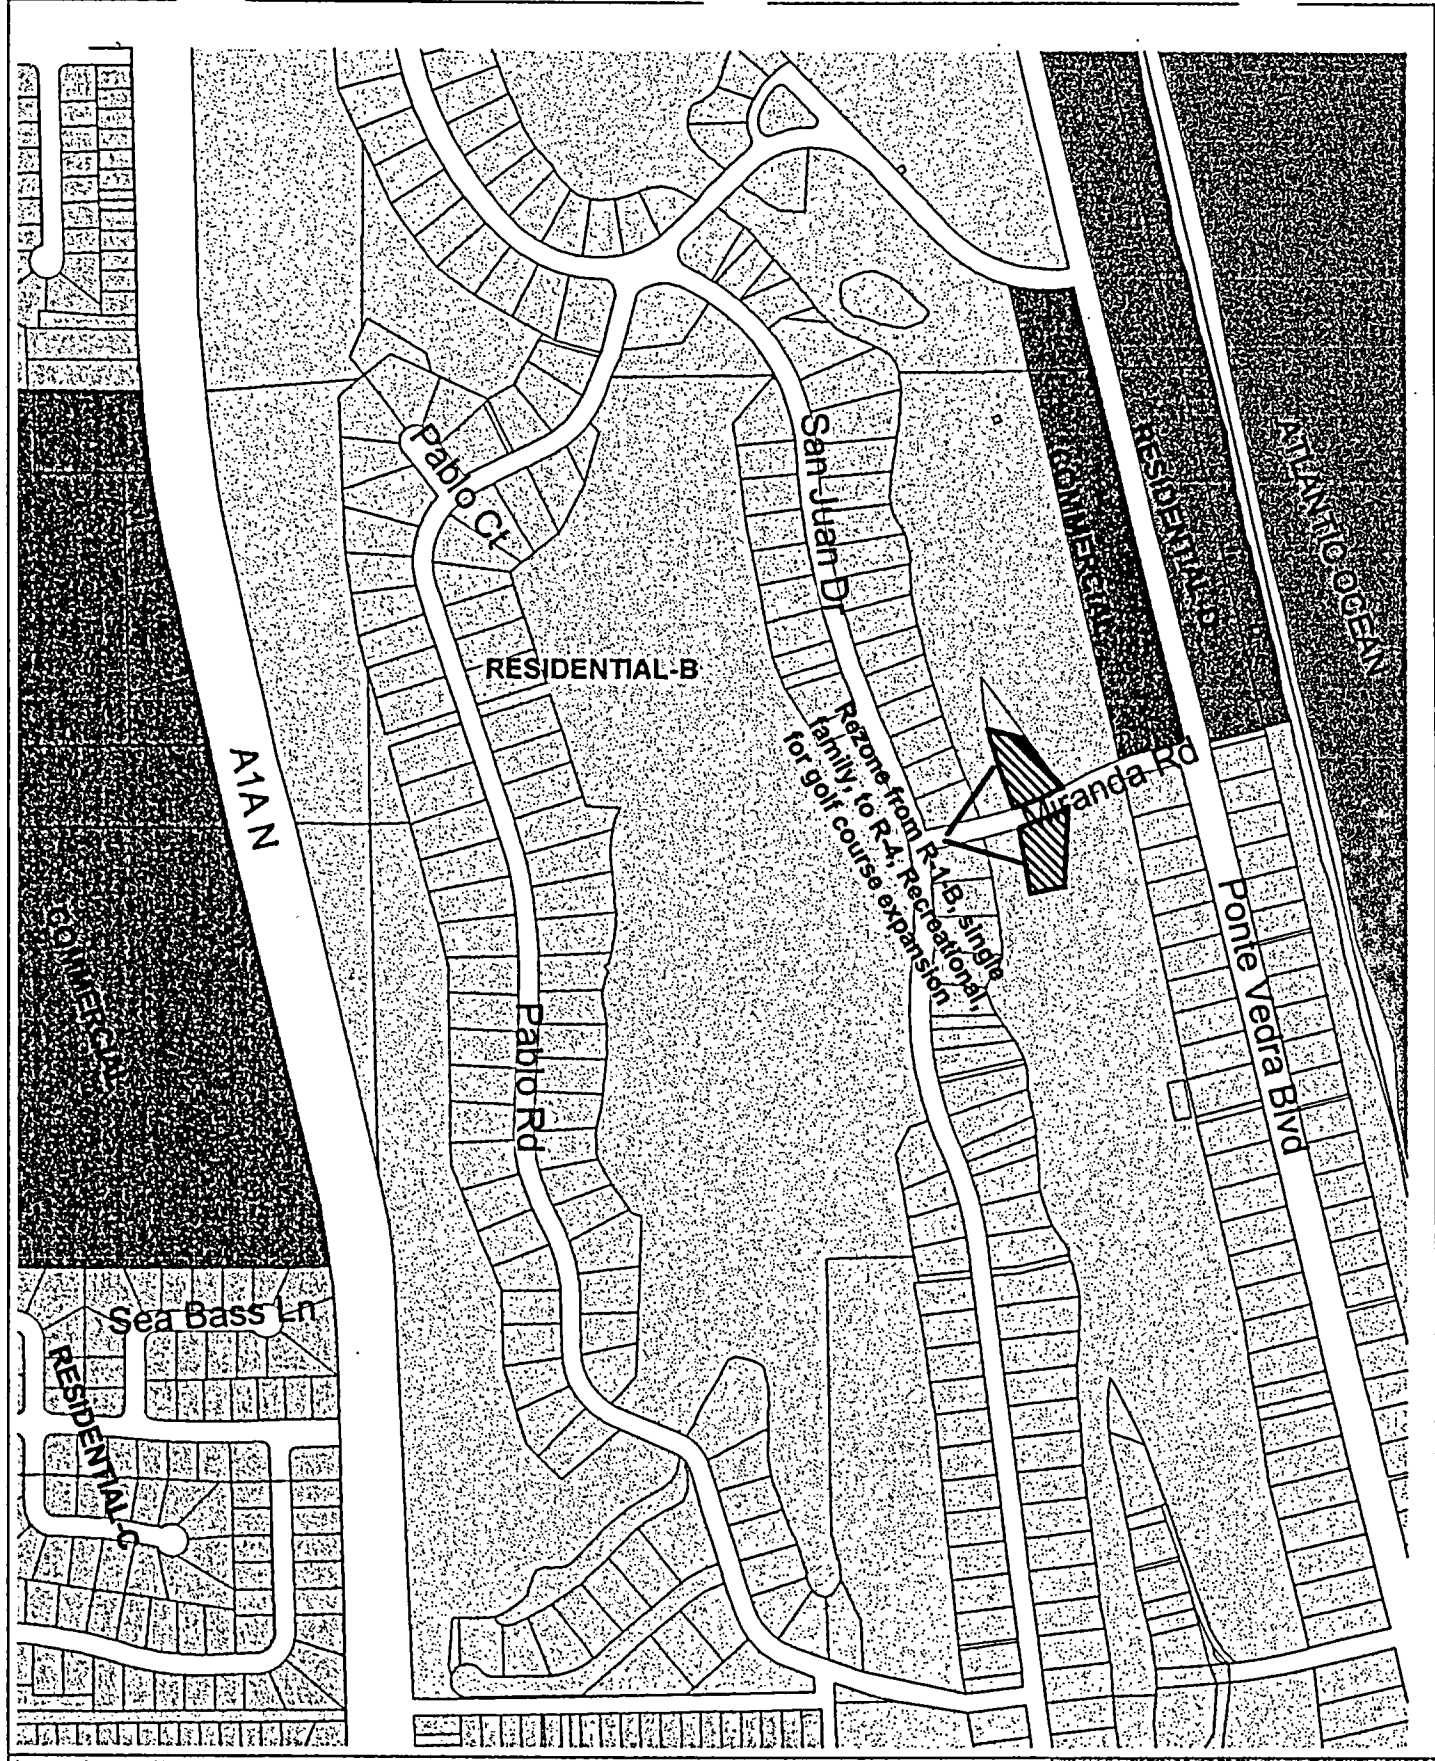 ATLANTIC OCEAN
RESIDENTIAL-D
COMMERCIAL
San Juan Dr
Pablo Ct
RESIDENTIAL-B
Miranda Rd
Rezone from R-1-B, single
family, to R-4, Recreational,
for golf course expansion
A1A N
Ponte Vedra Blvd
COMMERCIAL
Pablo Rd
Sea Bass Ln
RESIDENTIAL-C